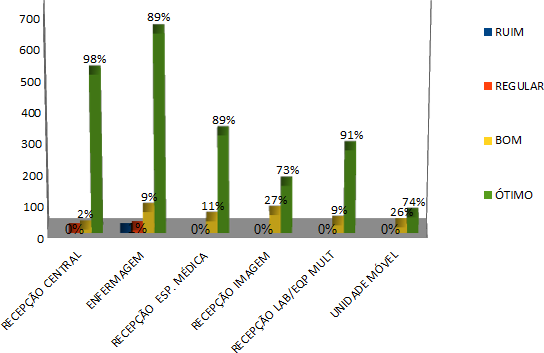 700
600
500
400
300
200
100
0
98%
2%
0%
89%
9%
1%
89%
11%
0%
73%
27%
0%
91%
9%
0%
74%
26%
0%
RECEPÇÃO CENTRAL
ENFERMAGEM
RECEPÇÃO ESP. MÉDICA
RECEPÇÃO IMAGEM
RECEPÇÃO LAB/EQP MULT
UNIDADE MÓVEL
RUIM
REGULAR
BOM
ÓTIMO